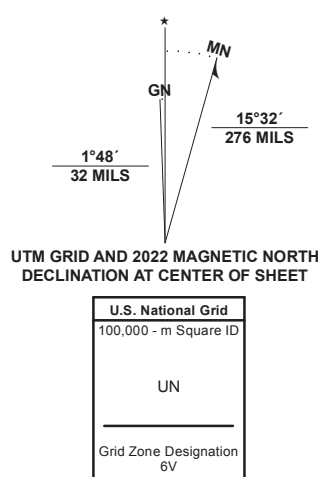 ★
MN
GN
15°32´
276 MILS
1°48´
32 MILS
UTM GRID AND 2022 MAGNETIC NORTH
DECLINATION AT CENTER OF SHEET
U.S. National Grid
100,000 - m Square ID
UN
Grid Zone Designation
6V